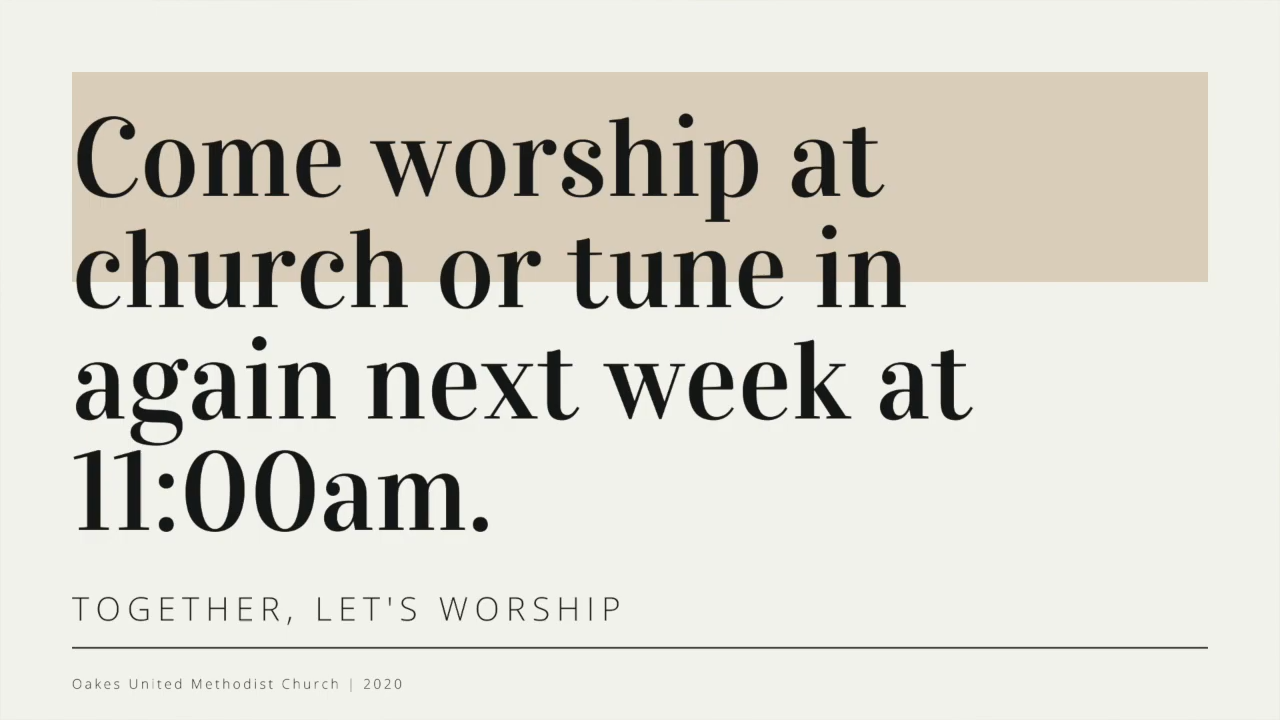 Come worship at
church or tune in
again next week at
11:00am.
TOGETHER, LET'S WORSHIP
Oakes United Methodist Church | 2020